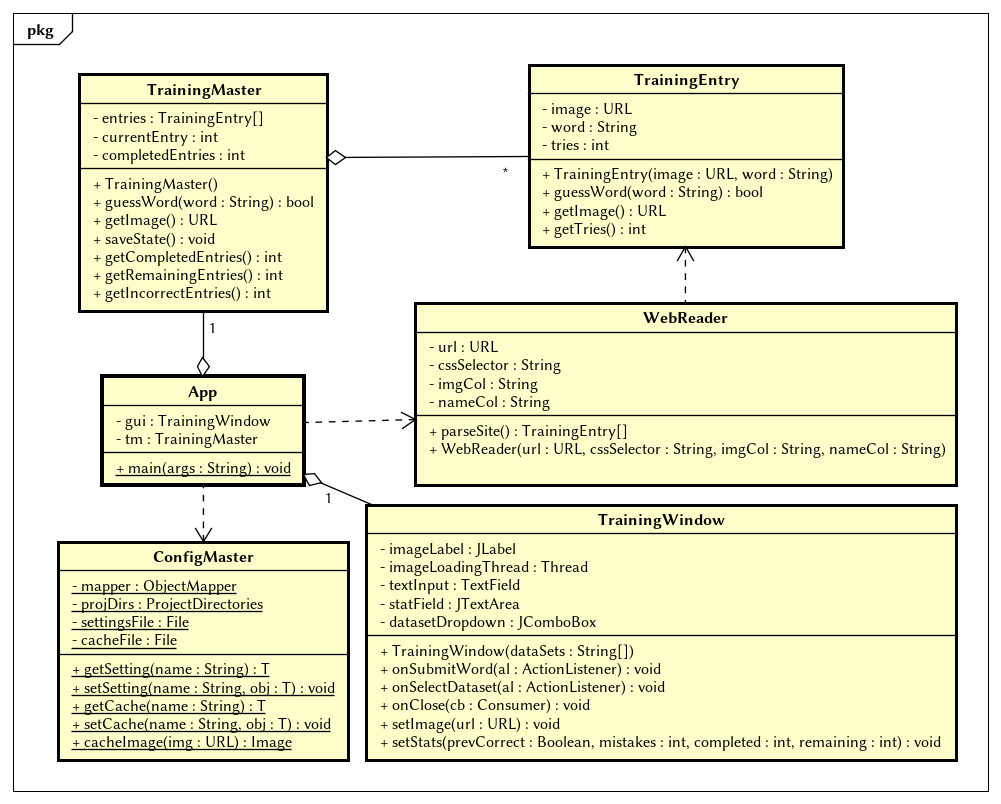 pkg
TrainingMaster
- entries : TrainingEntry[]
- currentEntry : int
- completedEntries : int
+ TrainingMaster()
+ guessWord(word : String) : bool
+ getImage() : URL
+ saveState() : void
+ getCompletedEntries() : int
+ getRemainingEntries() : int
+ getIncorrectEntries() : int
*
TrainingEntry
- image : URL
- word : String
- tries : int
+ TrainingEntry(image : URL, word : String)
+ guessWord(word : String) : bool
+ getImage() : URL
+ getTries() : int
1
App
- gui : TrainingWindow
- tm : TrainingMaster
+ main(args : String) : void
WebReader
- url : URL
- cssSelector : String
- imgCol : String
- nameCol : String
+ parseSite() : TrainingEntry[]
+ WebReader(url : URL, cssSelector : String, imgCol : String, nameCol : String)
1
ConfigMaster
- mapper : ObjectMapper
- projDirs : ProjectDirectories
- settingsFile : File
- cacheFile : File
+ getSetting(name : String) : T
+ setSetting(name : String, obj : T) : void
+ getCache(name : String) : T
+ setCache(name : String, obj : T) : void
+ cacheImage(img : URL) : Image
TrainingWindow
- imageLabel : JLabel
- imageLoadingThread : Thread
- textInput : TextField
- statField : JTextArea
- datasetDropdown : JComboBox
+ TrainingWindow(dataSets : String[])
+ onSubmitWord(al : ActionListener) : void
+ onSelectDataset(al : ActionListener) : void
+ onClose(cb : Consumer) : void
+ setImage(url : URL) : void
+ setStats(prevCorrect : Boolean, mistakes : int, completed : int, remaining : int) : void